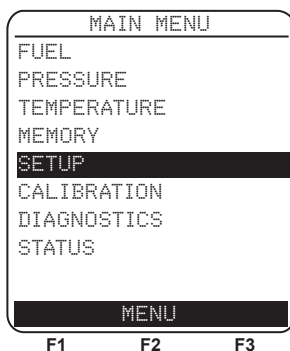 MAIN MENU
FUEL
PRESSURE
TEMPERATURE
MEMORY
SETUP
CALIBRATION
DIAGNOSTICS
STATUS
MENU
F1 F2 F3